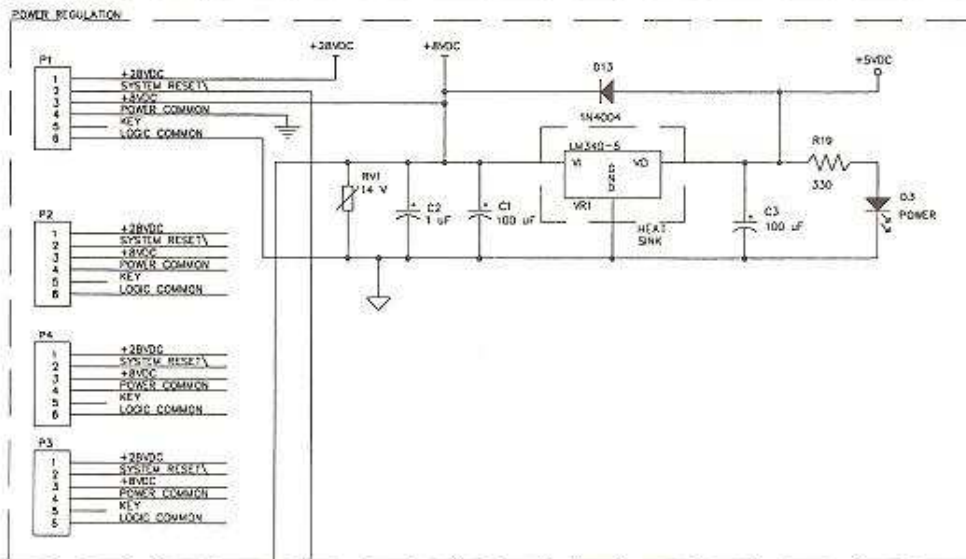 POWER REGULATION
P1
1 +28VDC
2 SYSTEM RESET\
3 +8VDC
4 POWER COMMON
5 KEY
6 LOGIC COMMON
+28VDC
+8VDC
D13
1N4004
+5VDC
LM340-5
VI
VO
GND
VR1
HEAT
SINK
RV1
14 V
C2
1 uF
C1
100 uF
C3
100 uF
R19
330
D3
POWER
P2
1 +28VDC
2 SYSTEM RESET\
3 +8VDC
4 POWER COMMON
5 KEY
6 LOGIC COMMON
P4
1 +28VDC
2 SYSTEM RESET\
3 +8VDC
4 POWER COMMON
5 KEY
6 LOGIC COMMON
P3
1 +28VDC
2 SYSTEM RESET\
3 +8VDC
4 POWER COMMON
5 KEY
6 LOGIC COMMON